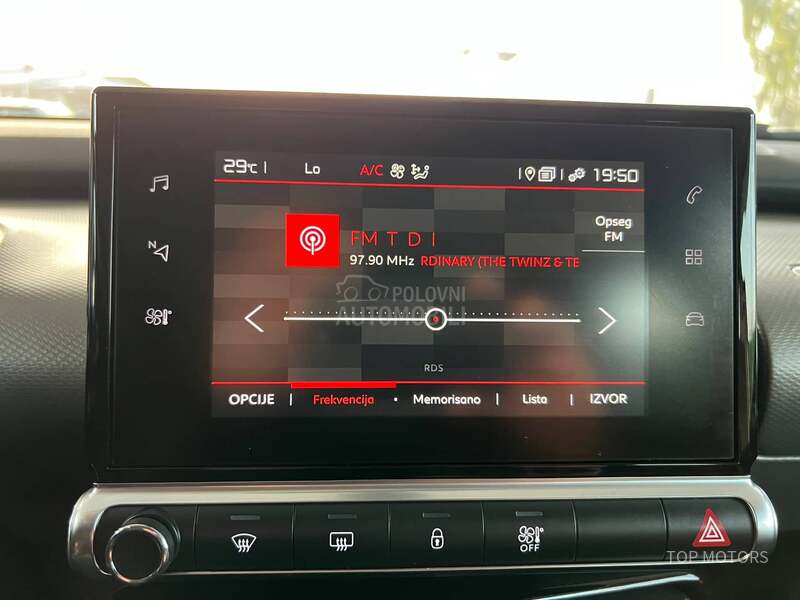 29°C Lo A/C 19:50
Opseg
FM
FM T D I
97.90 MHz RDINARY (THE TWINZ & TE
POLOVNI
AUTOMOBILI
RDS
OPCIJE | Frekvencija • Memorisano | Lista | IZVOR
N
OFF
TOP MOTORS